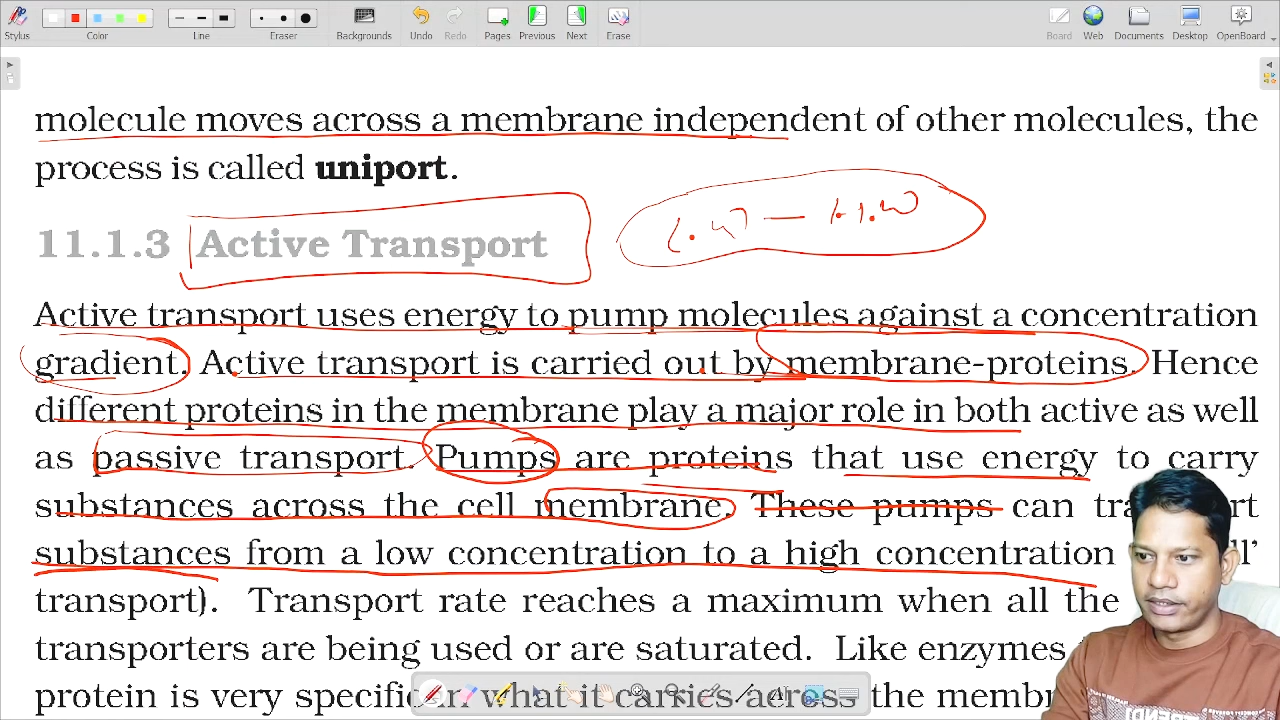 Stylus Color Line Eraser Backgrounds Undo Redo Pages Previous Next Erase Board Web Documents Desktop OpenBoard
molecule moves across a membrane independent of other molecules, the
process is called uniport.
11.1.3 Active Transport
Active transport uses energy to pump molecules against a concentration
gradient. Active transport is carried out by membrane-proteins. Hence
different proteins in the membrane play a major role in both active as well
as passive transport. Pumps are proteins that use energy to carry
substances across the cell membrane. These pumps can
substances from a low concentration to a high concentration
transport). Transport rate reaches a maximum when all the
transporters are being used or are saturated. Like enzymes
protein is very specific in what it carries across the